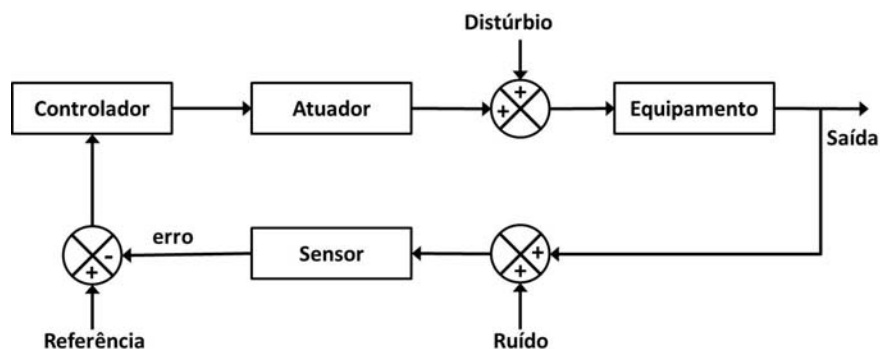 Distúrbio
+
+
Controlador
Atuador
Equipamento
Saída
erro
Sensor
-
+
+
+
Referência
Ruído